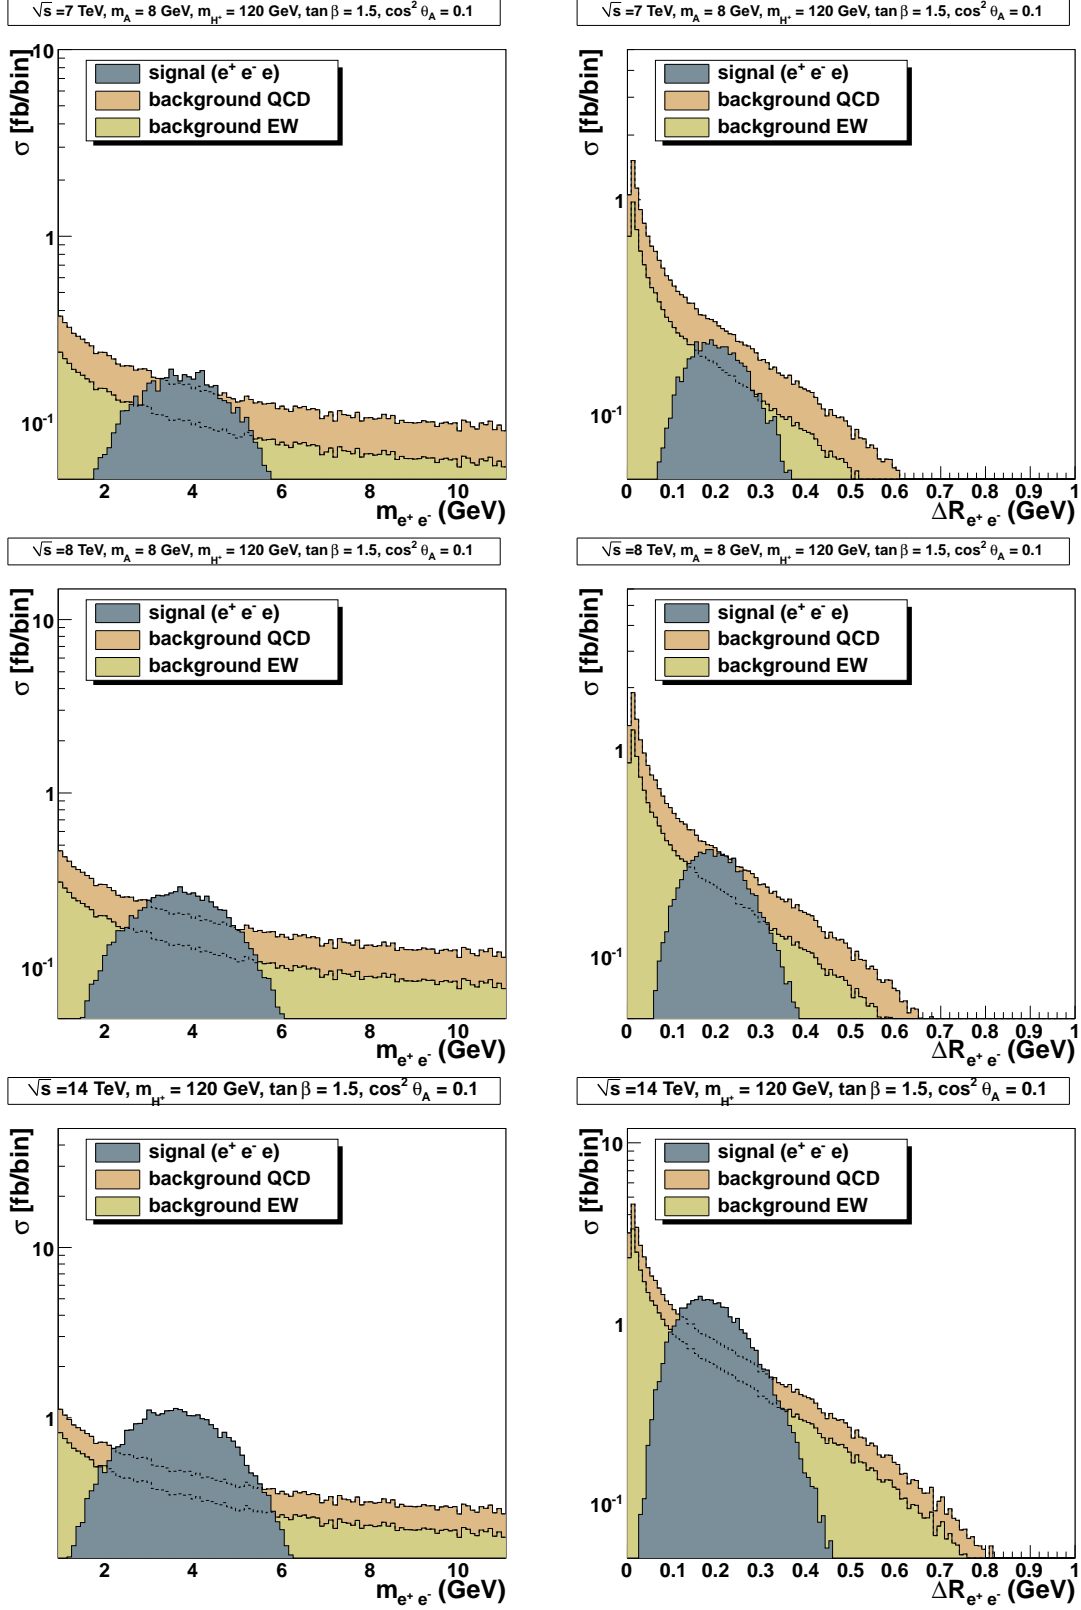 √s =7 TeV, m_A = 8 GeV, m_H⁺ = 120 GeV, tan β = 1.5, cos² θ_A = 0.1
σ [fb/bin]
signal (e⁺ e⁻ e)
background QCD
background EW
10
1
10⁻¹
2 4 6 8 10
m_e⁺ e⁻ (GeV)
√s =7 TeV, m_A = 8 GeV, m_H⁺ = 120 GeV, tan β = 1.5, cos² θ_A = 0.1
σ [fb/bin]
signal (e⁺ e⁻ e)
background QCD
background EW
1
10⁻¹
0 0.1 0.2 0.3 0.4 0.5 0.6 0.7 0.8 0.9 1
ΔR_e⁺ e⁻ (GeV)
√s =8 TeV, m_A = 8 GeV, m_H⁺ = 120 GeV, tan β = 1.5, cos² θ_A = 0.1
σ [fb/bin]
signal (e⁺ e⁻ e)
background QCD
background EW
10
1
10⁻¹
2 4 6 8 10
m_e⁺ e⁻ (GeV)
√s =8 TeV, m_A = 8 GeV, m_H⁺ = 120 GeV, tan β = 1.5, cos² θ_A = 0.1
σ [fb/bin]
signal (e⁺ e⁻ e)
background QCD
background EW
1
10⁻¹
0 0.1 0.2 0.3 0.4 0.5 0.6 0.7 0.8 0.9 1
ΔR_e⁺ e⁻ (GeV)
√s =14 TeV, m_H⁺ = 120 GeV, tan β = 1.5, cos² θ_A = 0.1
σ [fb/bin]
signal (e⁺ e⁻ e)
background QCD
background EW
10
1
2 4 6 8 10
m_e⁺ e⁻ (GeV)
√s =14 TeV, m_H⁺ = 120 GeV, tan β = 1.5, cos² θ_A = 0.1
σ [fb/bin]
signal (e⁺ e⁻ e)
background QCD
background EW
10
1
10⁻¹
0 0.1 0.2 0.3 0.4 0.5 0.6 0.7 0.8 0.9 1
ΔR_e⁺ e⁻ (GeV)